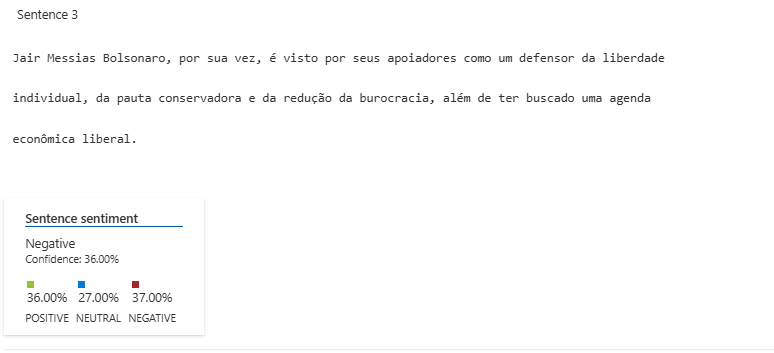 Sentence 3
Jair Messias Bolsonaro, por sua vez, é visto por seus apoiadores como um defensor da liberdade
individual, da pauta conservadora e da redução da burocracia, além de ter buscado uma agenda
econômica liberal.
Sentence sentiment
Negative
Confidence: 36.00%
36.00% 27.00% 37.00%
POSITIVE NEUTRAL NEGATIVE